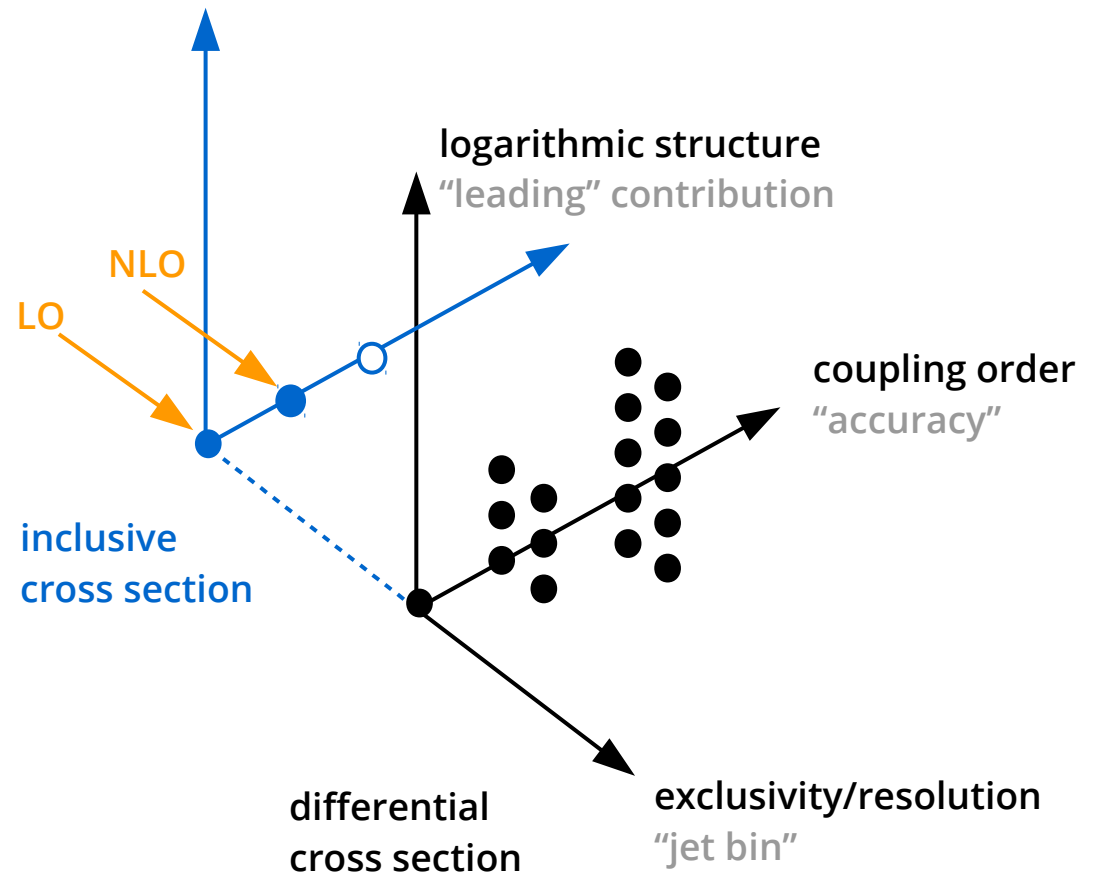 logarithmic structure
“leading” contribution
NLO
LO
coupling order
“accuracy”
inclusive
cross section
differential
cross section
exclusivity/resolution
“jet bin”